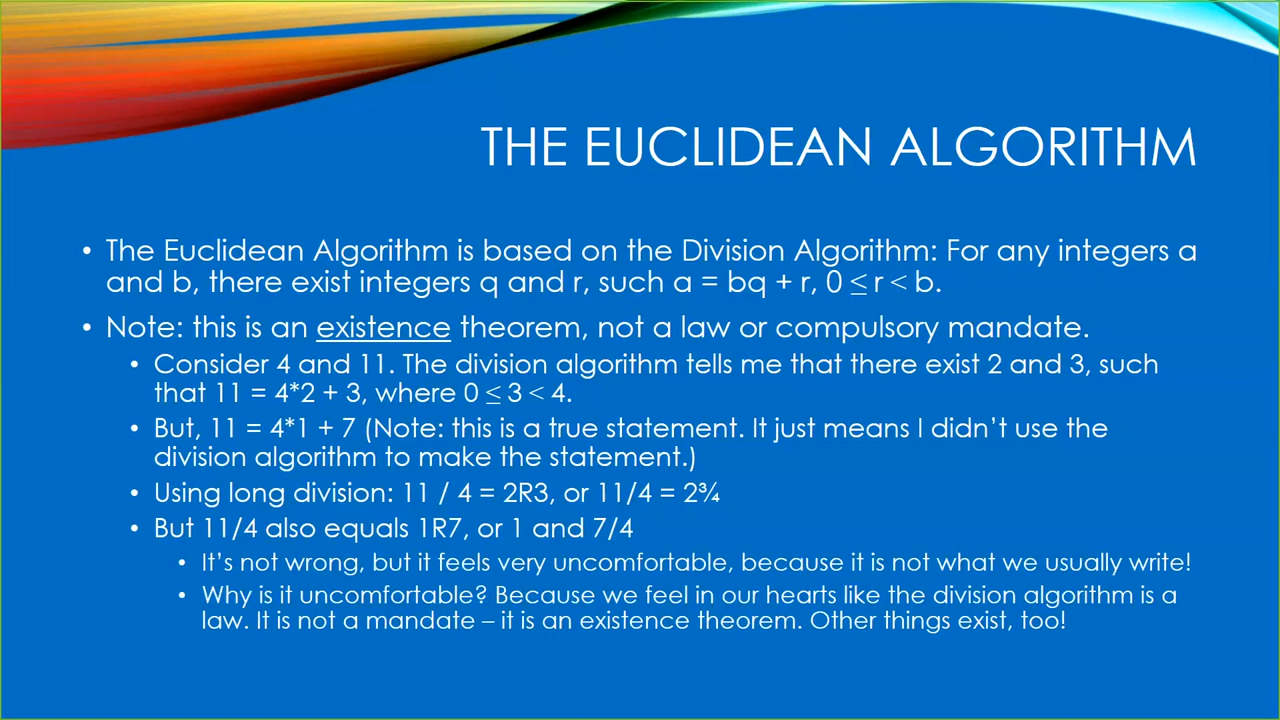 THE EUCLIDEAN ALGORITHM
• The Euclidean Algorithm is based on the Division Algorithm: For any integers a
and b, there exist integers q and r, such a = bq + r, 0 ≤ r < b.
• Note: this is an existence theorem, not a law or compulsory mandate.
• Consider 4 and 11. The division algorithm tells me that there exist 2 and 3, such
that 11 = 4*2 + 3, where 0 ≤ 3 < 4.
• But, 11 = 4*1 + 7 (Note: this is a true statement. It just means I didn't use the
division algorithm to make the statement.)
• Using long division: 11 / 4 = 2R3, or 11/4 = 2¾
• But 11/4 also equals 1R7, or 1 and 7/4
• It's not wrong, but it feels very uncomfortable, because it is not what we usually write!
• Why is it uncomfortable? Because we feel in our hearts like the division algorithm is a
law. It is not a mandate – it is an existence theorem. Other things exist, too!